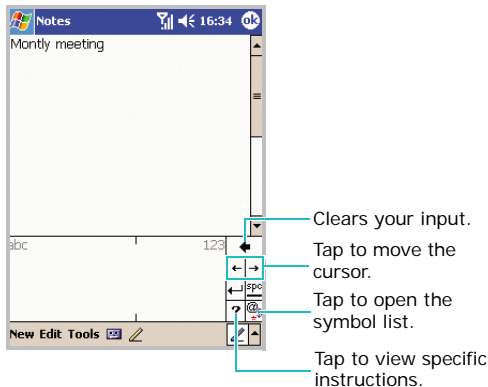 Notes 16:34 ok
Montly meeting
Clears your input.
abc 123
Tap to move the
cursor.
spc
Tap to open the
symbol list.
? @
New Edit Tools
Tap to view specific
instructions.